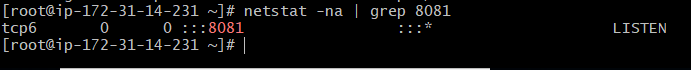 [root@ip-172-31-14-231 ~]# netstat -na | grep 8081
tcp6       0      0 :::8081                 :::*                    LISTEN
[root@ip-172-31-14-231 ~]#